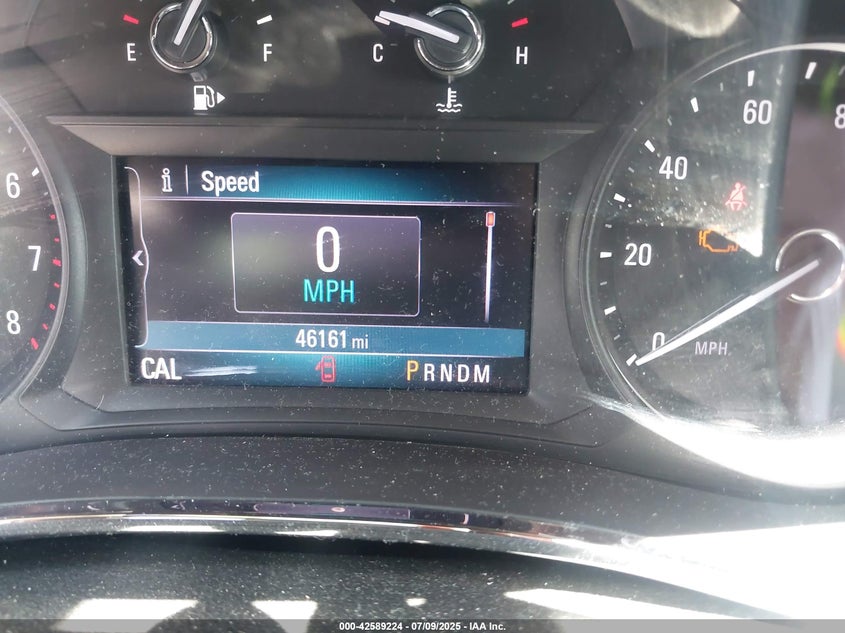 E F C H
60 8
6 40
7 20
8 0
MPH
i Speed
0
MPH
46161 mi
CAL PRNDM
000-42589224 - 07/09/2025 - IAA Inc.